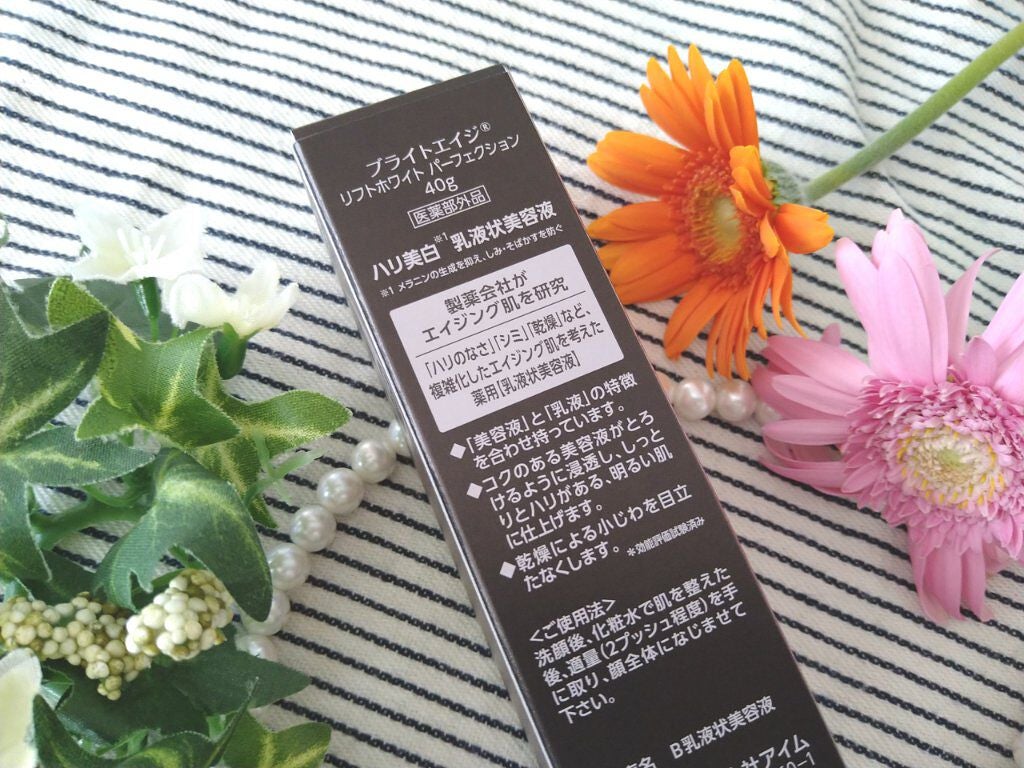 ブライトエイジ®
リフトホワイト パーフェクション
40g
医薬部外品
ハリ美白※1 乳液状美容液
※1 メラニンの生成を抑え、しみ・そばかすを防ぐ
製薬会社が
エイジング肌を研究
「ハリのなさ」「シミ」「乾燥」など、
複雑化したエイジング肌を考えた
薬用【乳液状美容液】
◆「美容液」と「乳液」の特徴
を合わせ持っています。
◆コクのある美容液がとろ
けるように浸透し、しっと
りとハリがある、明るい肌
に仕上げます。
◆乾燥による小じわを目立
たなくします。 *効能評価試験済み
<ご使用法>
洗顔後、化粧水で肌を整えた
後、適量(2プッシュ程度)を手
に取り、顔全体になじませて
下さい。
名 B乳液状美容液
社アイム
0-1